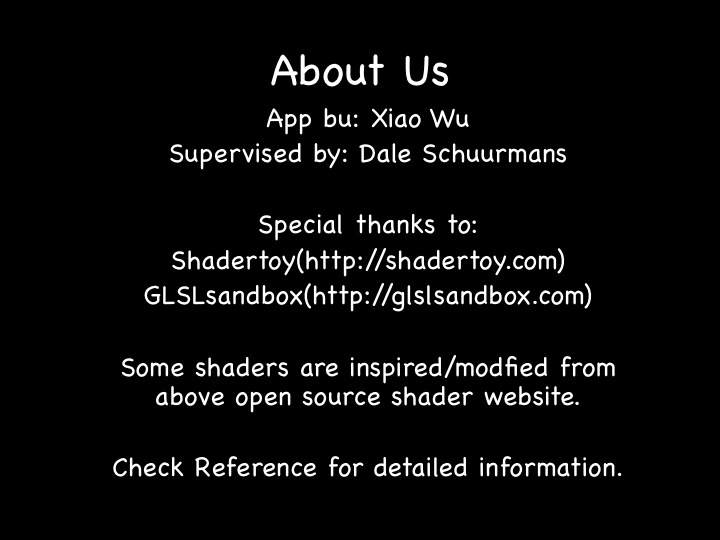 About Us
App bu: Xiao Wu
Supervised by: Dale Schuurmans
Special thanks to:
Shadertoy(http://shadertoy.com)
GLSLsandbox(http://glslsandbox.com)
Some shaders are inspired/modfied from
above open source shader website.
Check Reference for detailed information.